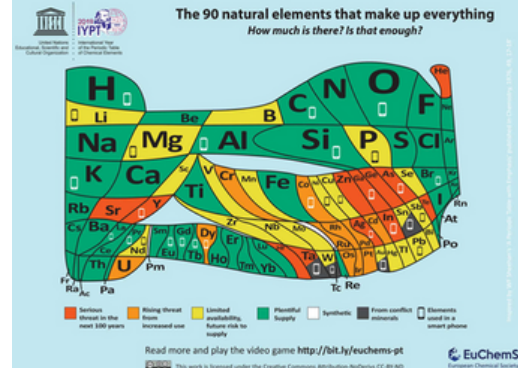 United Nations
Educational, Scientific and
Cultural Organization
2019
IYPT
International Year
of the Periodic Table
of Chemical Elements
The 90 natural elements that make up everything
How much is there? Is that enough?
H He
Li Be B C N O F Ne
Na Mg Al Si P S Cl Ar
K Ca Sc Ti V Cr Mn Fe Co Ni Cu Zn Ga Ge As Se Br Kr
Rb Sr Y Zr Nb Mo Ru Rh Pd Ag Cd In Sn Sb Te I
Cs Ba La Ce Pr Nd Sm Eu Gd Tb Dy Ho Er Tm Yb Lu Ta W Os Ir Pt Au Hg Tl Pb Bi
Th U
Fr Ra Ac Pa Pm Tc Re Po At Rn
Serious
threat in the
next 100 years
Rising threat
from increased
use
Limited
availability,
future risk to
supply
Plentiful
Supply
Synthetic
From conflict
minerals
Elements
used in a
smart phone
Read more and play the video game http://bit.ly/euchems-pt
This work is licensed under the Creative Commons Attribution-NoDerivs CC-BY-ND
EuChemS
European Chemical Society